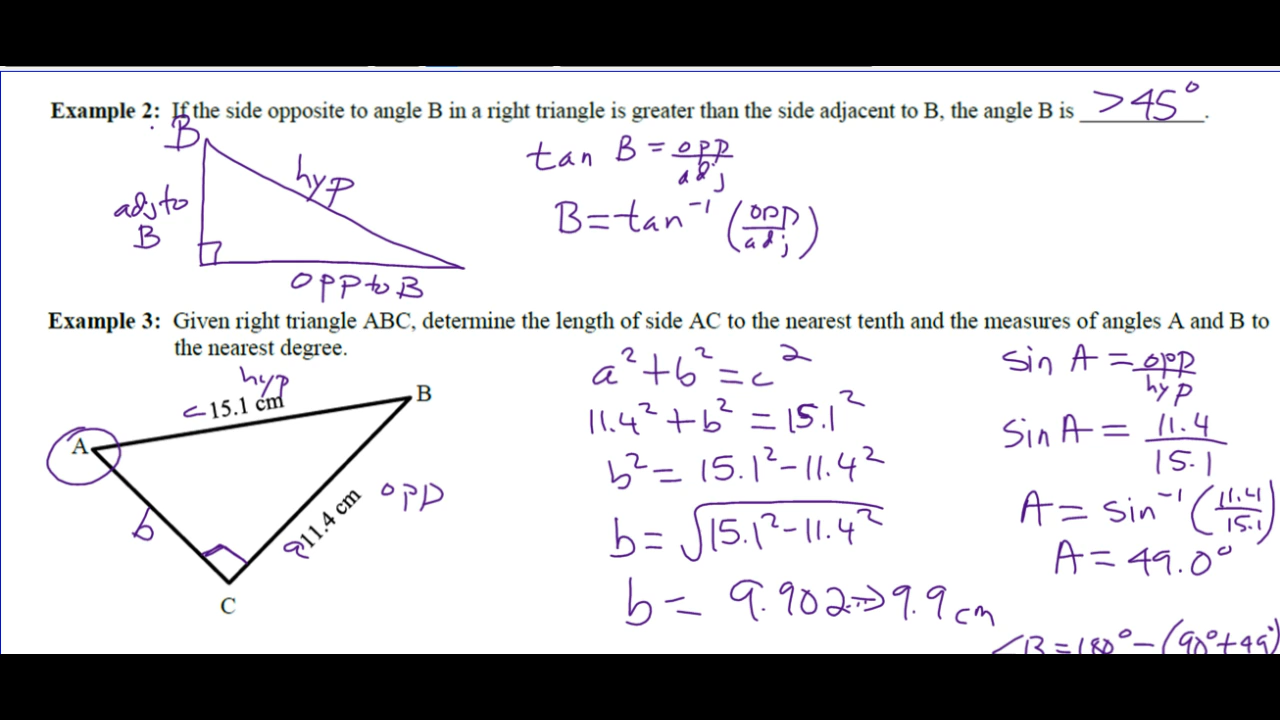 Example 2: If the side opposite to angle B in a right triangle is greater than the side adjacent to B, the angle B is >45°.
B
hyp
adj to
B
opp to B
tan B = opp/adj
B = tan⁻¹ (opp/adj)
Example 3: Given right triangle ABC, determine the length of side AC to the nearest tenth and the measures of angles A and B to
the nearest degree.
hyp
c 15.1 cm
B
A
b
a 11.4 cm
opp
C
a² + b² = c²
11.4² + b² = 15.1²
b² = 15.1² - 11.4²
b = √15.1² - 11.4²
b = 9.902... → 9.9 cm
sin A = opp/hyp
sin A = 11.4/15.1
A = sin⁻¹ (11.4/15.1)
A = 49.0°
∠B = 180° - (90° + 49°)